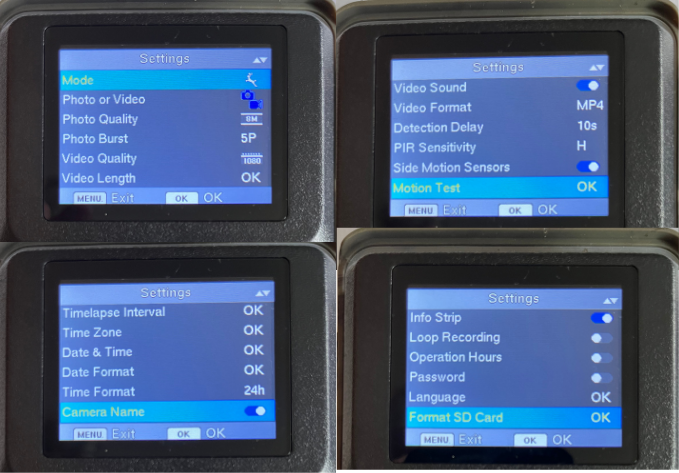 Settings
Mode
Photo or Video
Photo Quality 8M
Photo Burst 5P
Video Quality 1080
Video Length OK
MENU Exit OK OK
Settings
Video Sound
Video Format MP4
Detection Delay 10s
PIR Sensitivity H
Side Motion Sensors
Motion Test OK
MENU Exit OK OK
Settings
Timelapse Interval OK
Time Zone OK
Date & Time OK
Date Format OK
Time Format 24h
Camera Name
MENU Exit OK OK
Settings
Info Strip
Loop Recording
Operation Hours
Password
Language OK
Format SD Card OK
MENU Exit OK OK